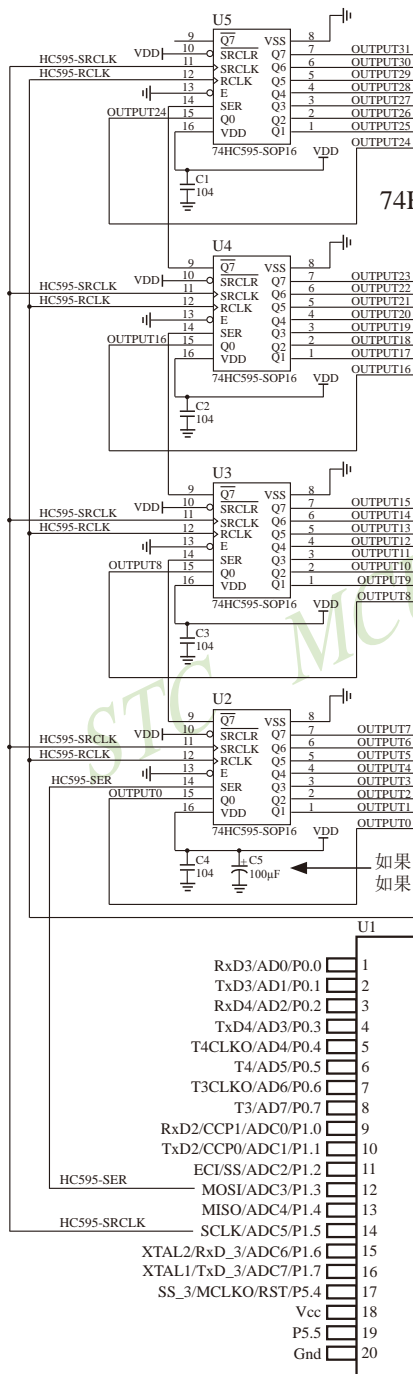 U5
9 Q7 VSS 8
VDD 10 SRCLR Q7 7 OUTPUT31
HC595-SRCLK 11 SRCLK Q6 6 OUTPUT30
HC595-RCLK 12 RCLK Q5 5 OUTPUT29
13 E Q4 4 OUTPUT28
14 SER Q3 3 OUTPUT27
OUTPUT24 15 Q0 Q2 2 OUTPUT26
16 VDD Q1 1 OUTPUT25
74HC595-SOP16 VDD OUTPUT24
C1
104
U4
9 Q7 VSS 8
VDD 10 SRCLR Q7 7 OUTPUT23
HC595-SRCLK 11 SRCLK Q6 6 OUTPUT22
HC595-RCLK 12 RCLK Q5 5 OUTPUT21
13 E Q4 4 OUTPUT20
14 SER Q3 3 OUTPUT19
OUTPUT16 15 Q0 Q2 2 OUTPUT18
16 VDD Q1 1 OUTPUT17
74HC595-SOP16 VDD OUTPUT16
C2
104
U3
9 Q7 VSS 8
VDD 10 SRCLR Q7 7 OUTPUT15
HC595-SRCLK 11 SRCLK Q6 6 OUTPUT14
HC595-RCLK 12 RCLK Q5 5 OUTPUT13
13 E Q4 4 OUTPUT12
14 SER Q3 3 OUTPUT11
OUTPUT8 15 Q0 Q2 2 OUTPUT10
16 VDD Q1 1 OUTPUT9
74HC595-SOP16 VDD OUTPUT8
C3
104
STC MCU
U2
9 Q7 VSS 8
VDD 10 SRCLR Q7 7 OUTPUT7
HC595-SRCLK 11 SRCLK Q6 6 OUTPUT6
HC595-RCLK 12 RCLK Q5 5 OUTPUT5
13 E Q4 4 OUTPUT4
HC595-SER 14 SER Q3 3 OUTPUT3
OUTPUT0 15 Q0 Q2 2 OUTPUT2
16 VDD Q1 1 OUTPUT1
74HC595-SOP16 VDD OUTPUT0
C4
104
+ C5
100μF
如果
如果
U1
RxD3/AD0/P0.0 1
TxD3/AD1/P0.1 2
RxD4/AD2/P0.2 3
TxD4/AD3/P0.3 4
T4CLKO/AD4/P0.4 5
T4/AD5/P0.5 6
T3CLKO/AD6/P0.6 7
T3/AD7/P0.7 8
RxD2/CCP1/ADC0/P1.0 9
TxD2/CCP0/ADC1/P1.1 10
ECI/SS/ADC2/P1.2 11
HC595-SER MOSI/ADC3/P1.3 12
MISO/ADC4/P1.4 13
HC595-SRCLK SCLK/ADC5/P1.5 14
XTAL2/RxD_3/ADC6/P1.6 15
XTAL1/TxD_3/ADC7/P1.7 16
SS_3/MCLKO/RST/P5.4 17
Vcc 18
P5.5 19
Gnd 20